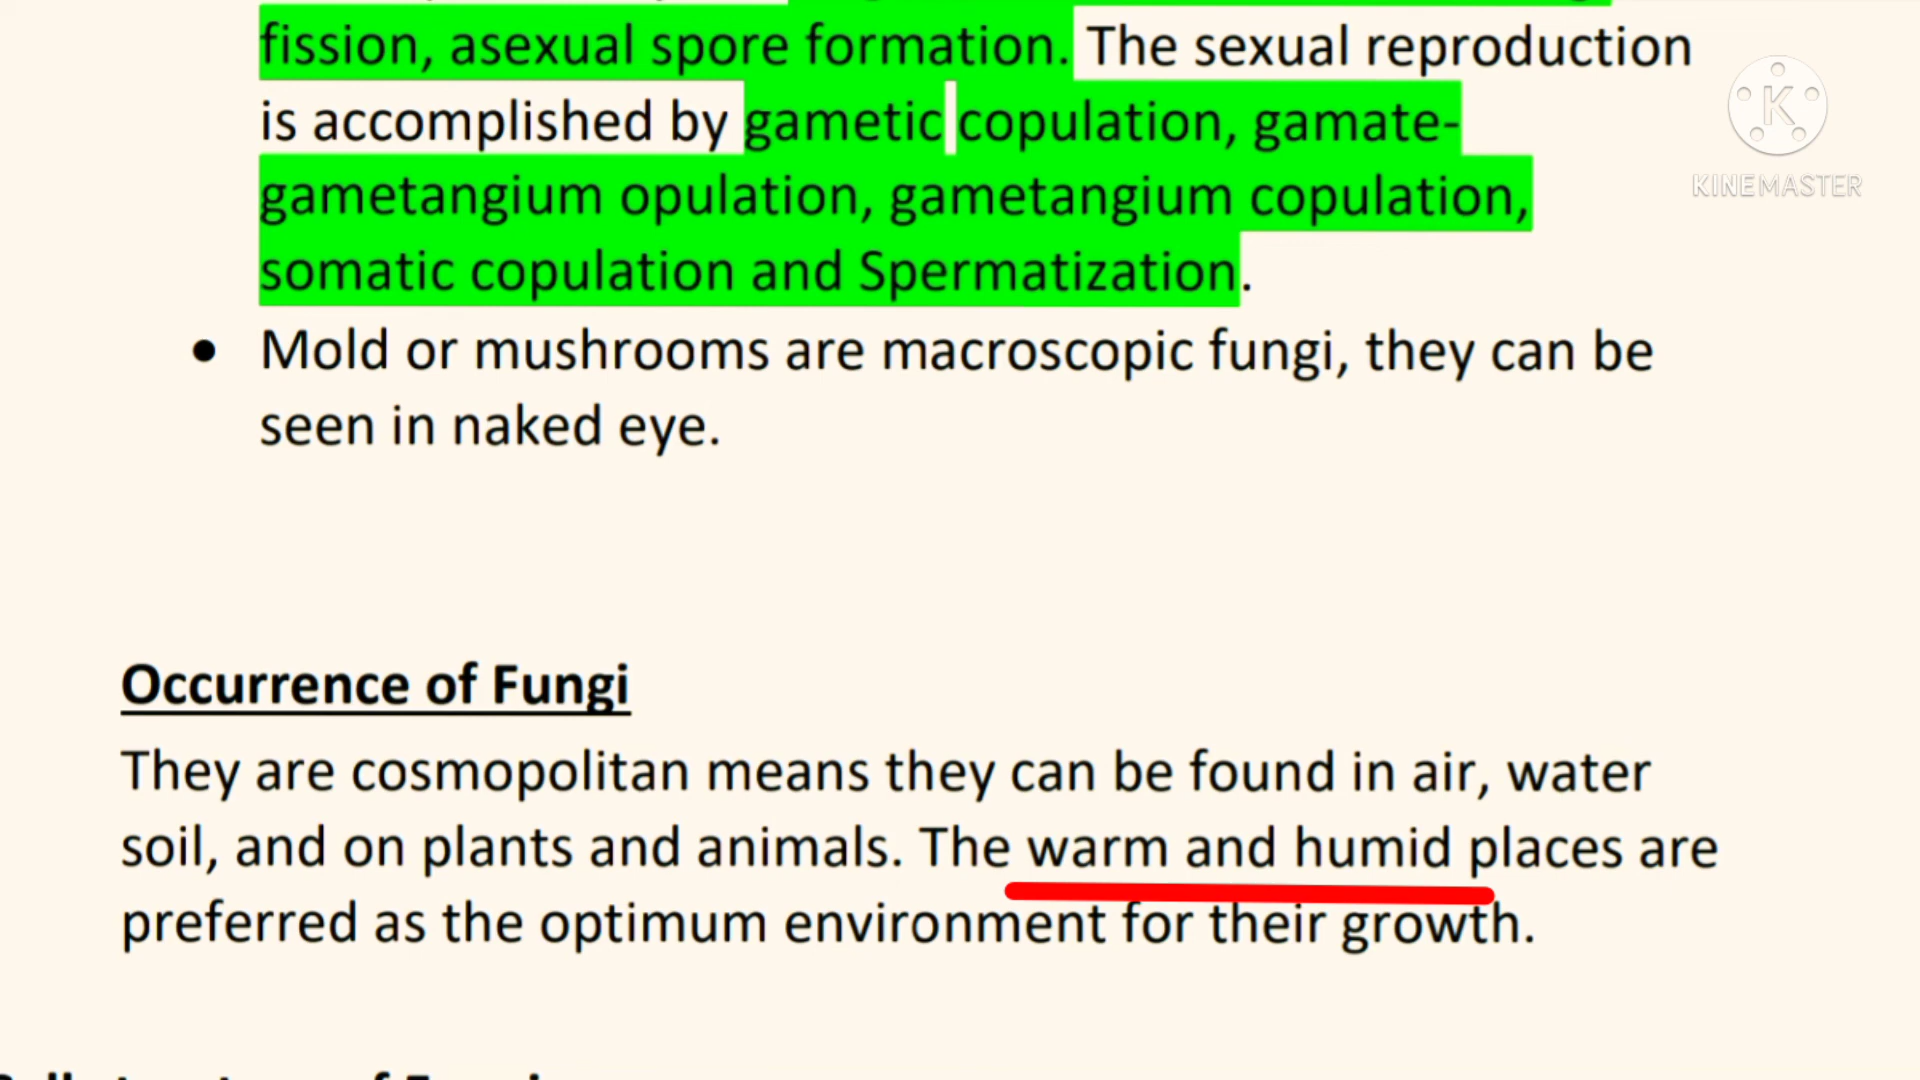 fission, asexual spore formation. The sexual reproduction
is accomplished by gametic copulation, gamate-
gametangium opulation, gametangium copulation,
somatic copulation and Spermatization.
• Mold or mushrooms are macroscopic fungi, they can be
seen in naked eye.
K
KINEMASTER
Occurrence of Fungi
They are cosmopolitan means they can be found in air, water
soil, and on plants and animals. The warm and humid places are
preferred as the optimum environment for their growth.